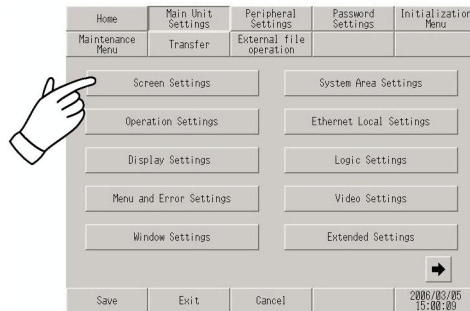 Home
Main Unit Settings
Peripheral Settings
Password Settings
Initialization Menu
Maintenance Menu
Transfer
External file operation
Screen Settings
System Area Settings
Operation Settings
Ethernet Local Settings
Display Settings
Logic Settings
Menu and Error Settings
Video Settings
Window Settings
Extended Settings
Save
Exit
Cancel
2006/03/05
15:00:09